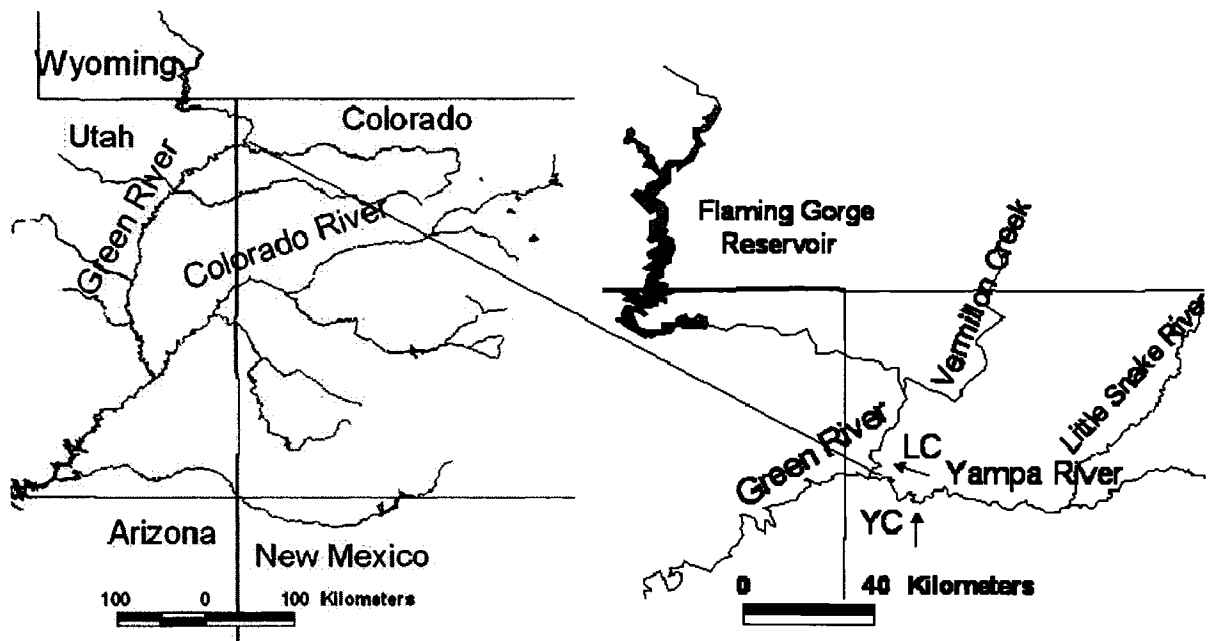 Wyoming
Utah
Colorado
Green River
Colorado River
Arizona
New Mexico
100 0 100 Kilometers
Flaming Gorge
Reservoir
Vermillion Creek
Little Snake River
Green River
LC
Yampa River
YC
0 40 Kilometers